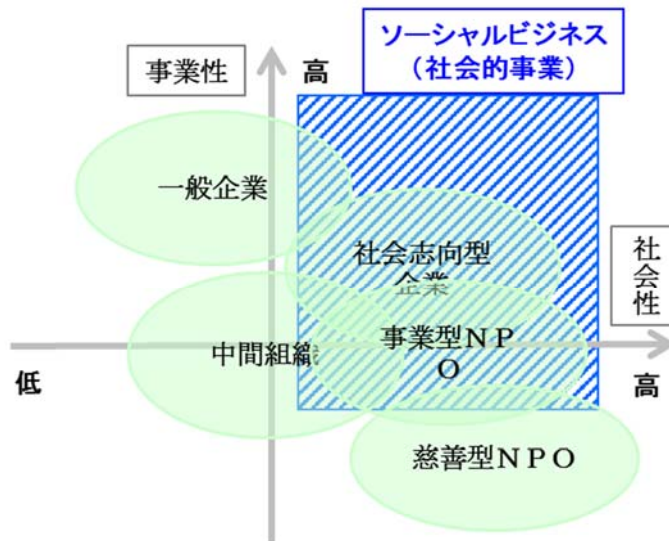 ソーシャルビジネス
（社会的事業）
事業性
高
一般企業
社会志向型
企業
社会性
中間組織
事業型ＮＰ
Ｏ
低
高
慈善型ＮＰＯ